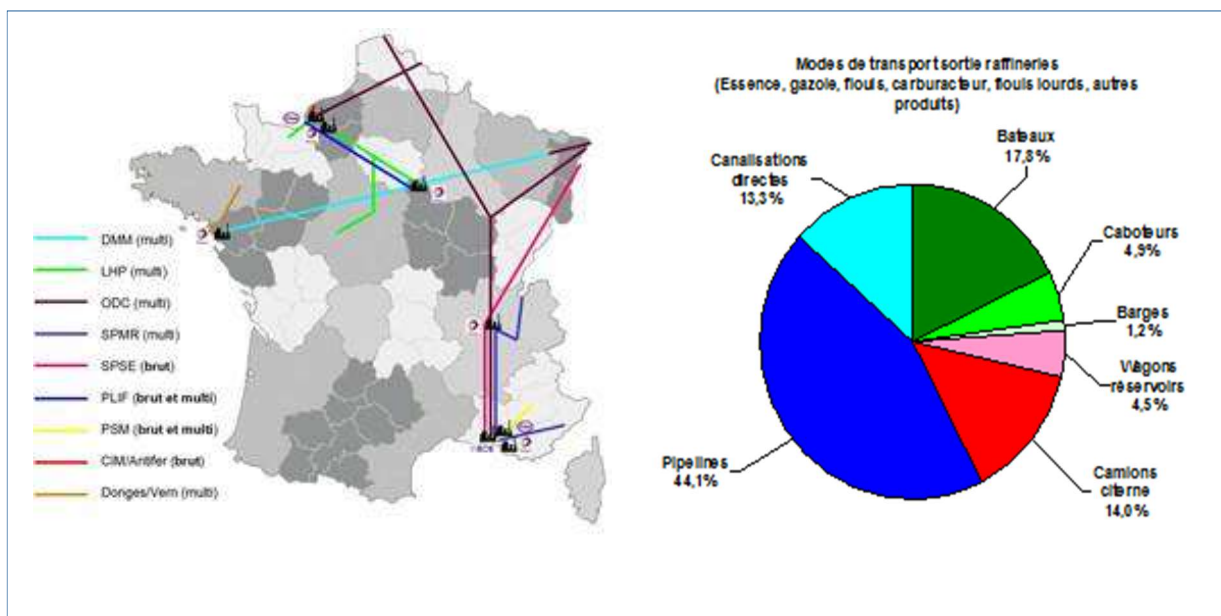 DMM (multi)
LHP (multi)
ODC (multi)
SPMR (multi)
SPSE (brut)
PLIF (brut et multi)
PSM (brut et multi)
CIM/Antifer (brut)
Donges/Vern (multi)
Modes de transport sortie raffineries
(Essence, gazole, fiouls, carburacteur, fiouls lourds, autres
produits)
Bateaux
17,8%
Canalisations
directes
13,3%
Caboteurs
4,9%
Barges
1,2%
Wagons
réservoirs
4,5%
Pipelines
44,1%
Camions
citerne
14,0%